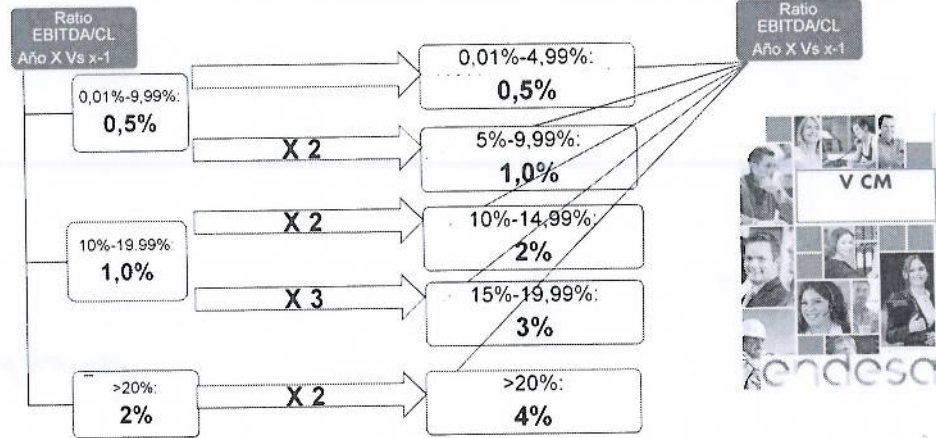 Ratio
EBITDA/CL
Año X Vs x-1
0,01%-9,99%:
0,5%
10%-19.99%:
1,0%
>20%:
2%
X 2
X 2
X 3
X 2
0,01%-4,99%:
0,5%
5%-9,99%:
1,0%
10%-14,99%:
2%
15%-19,99%:
3%
>20%:
4%
Ratio
EBITDA/CL
Año X Vs x-1
V CM
endesa